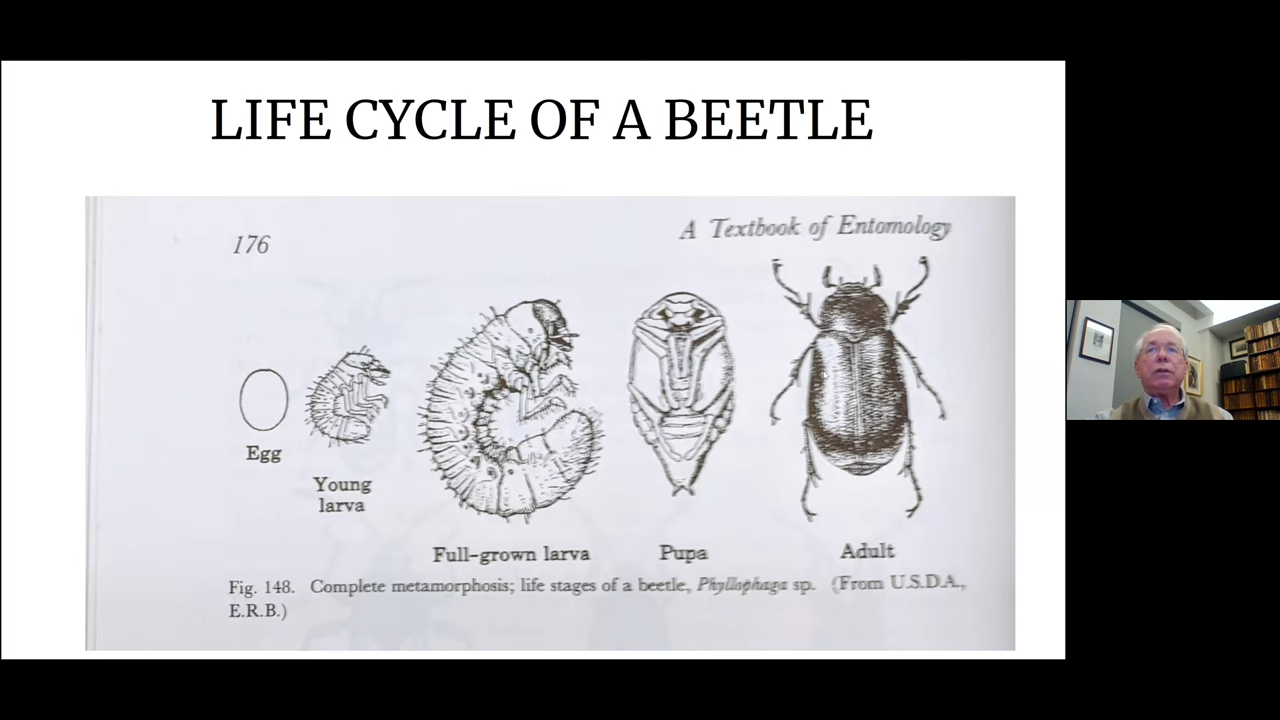 LIFE CYCLE OF A BEETLE
176
A Textbook of Entomology
Egg
Young
larva
Full-grown larva
Pupa
Adult
Fig. 148. Complete metamorphosis; life stages of a beetle, Phyllophaga sp. (From U.S.D.A.,
E.R.B.)